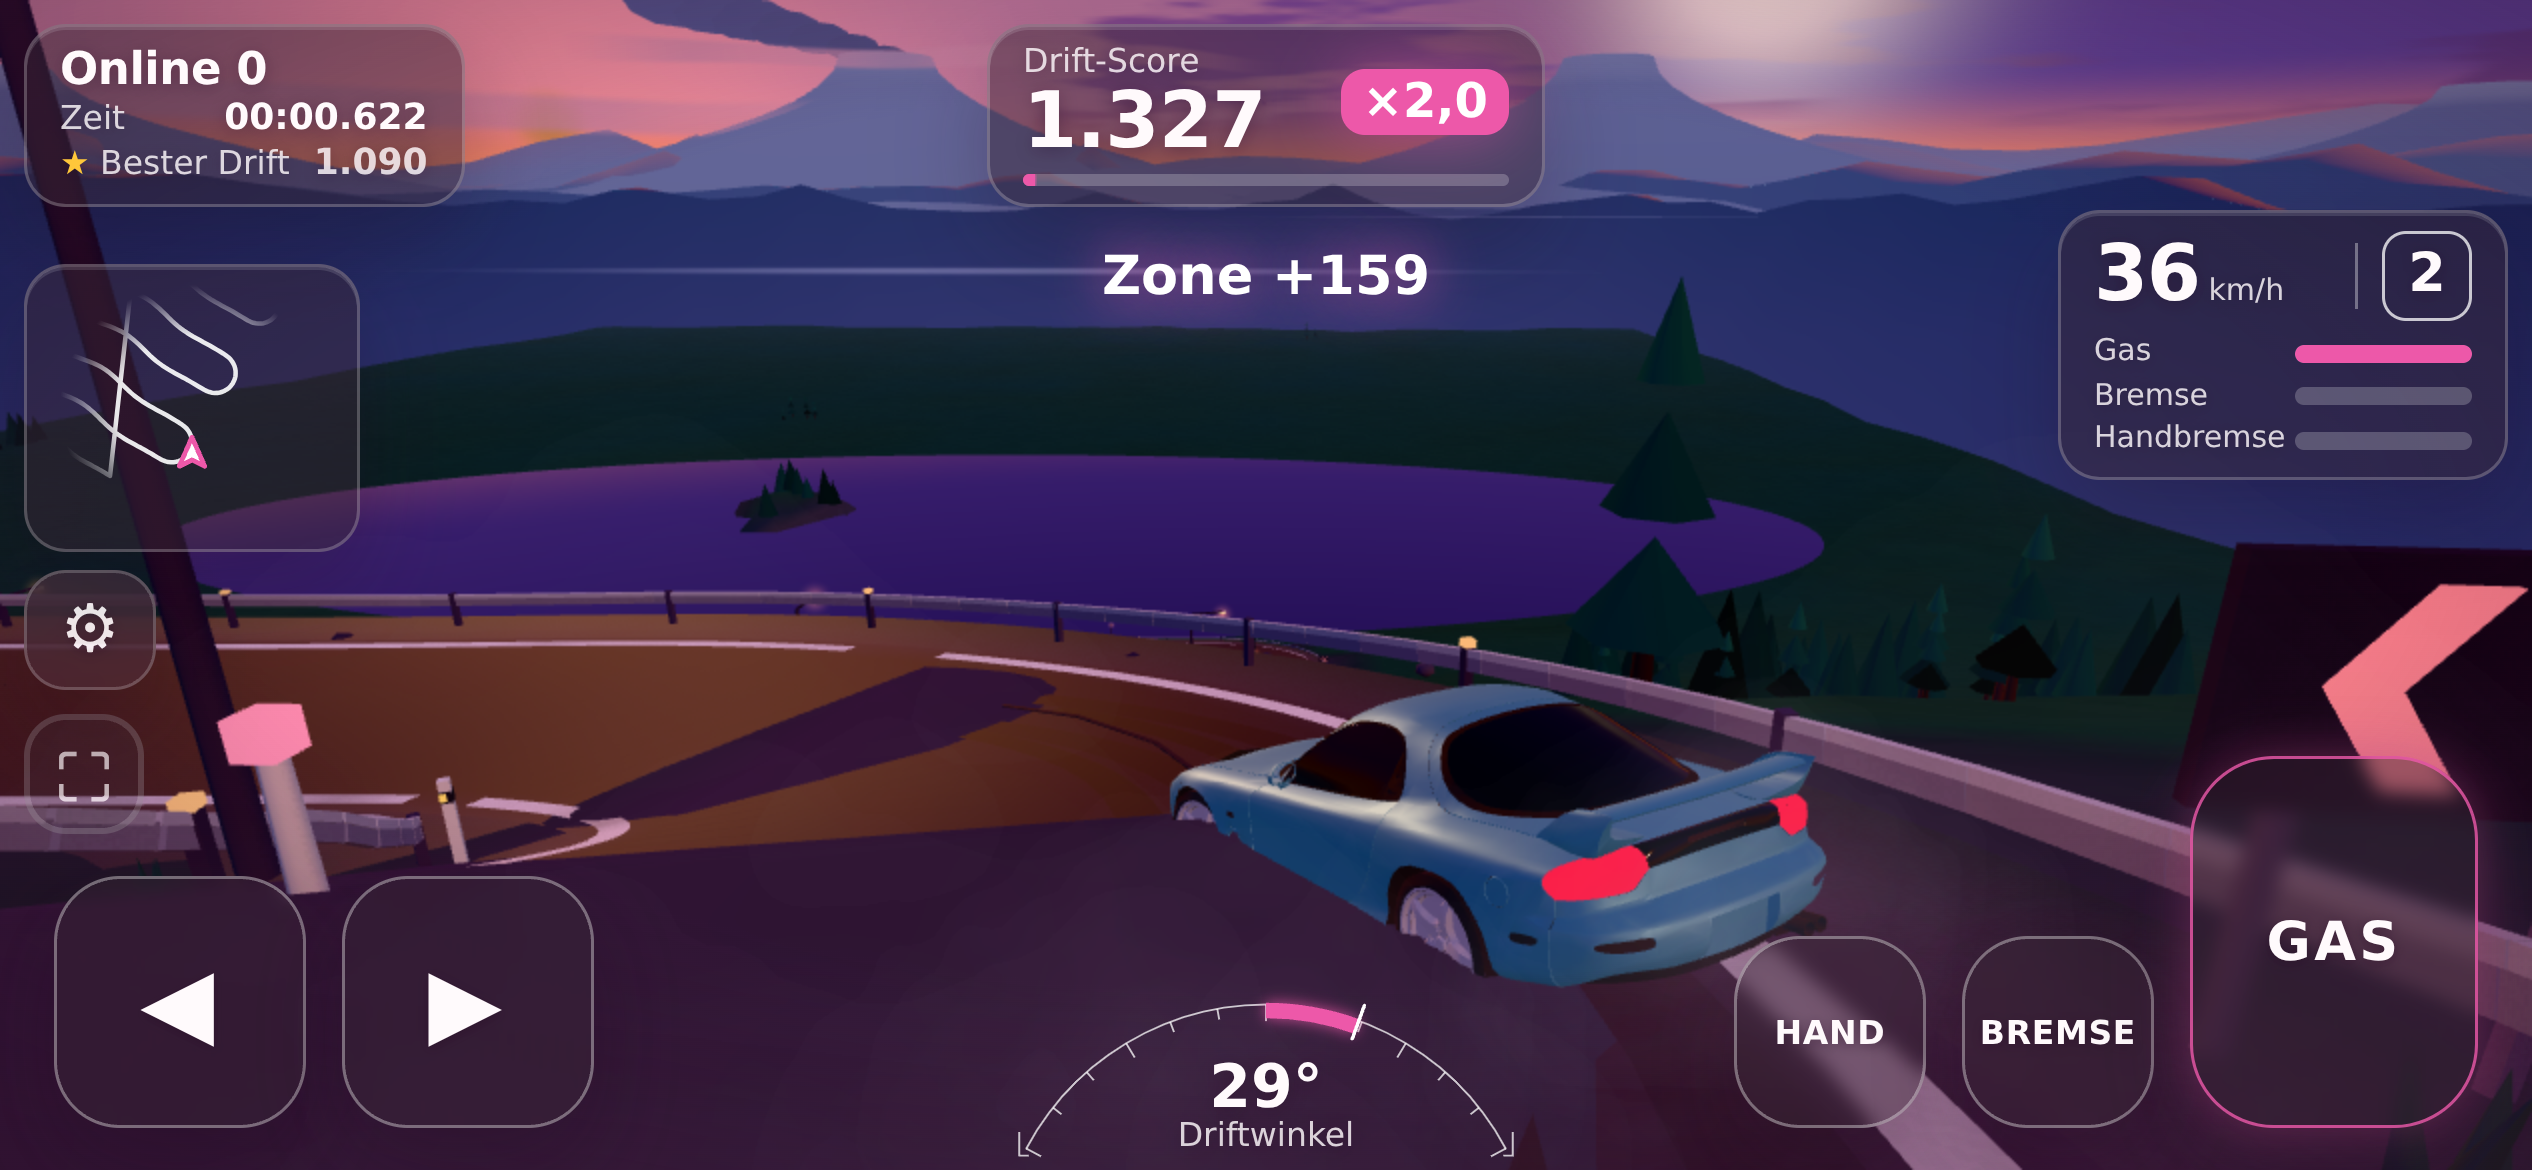 Online 0
Zeit 00:00.622
★ Bester Drift 1.090
Drift-Score
1.327 ×2,0
Zone +159
36 km/h 2
Gas
Bremse
Handbremse
29°
Driftwinkel
HAND
BREMSE
GAS